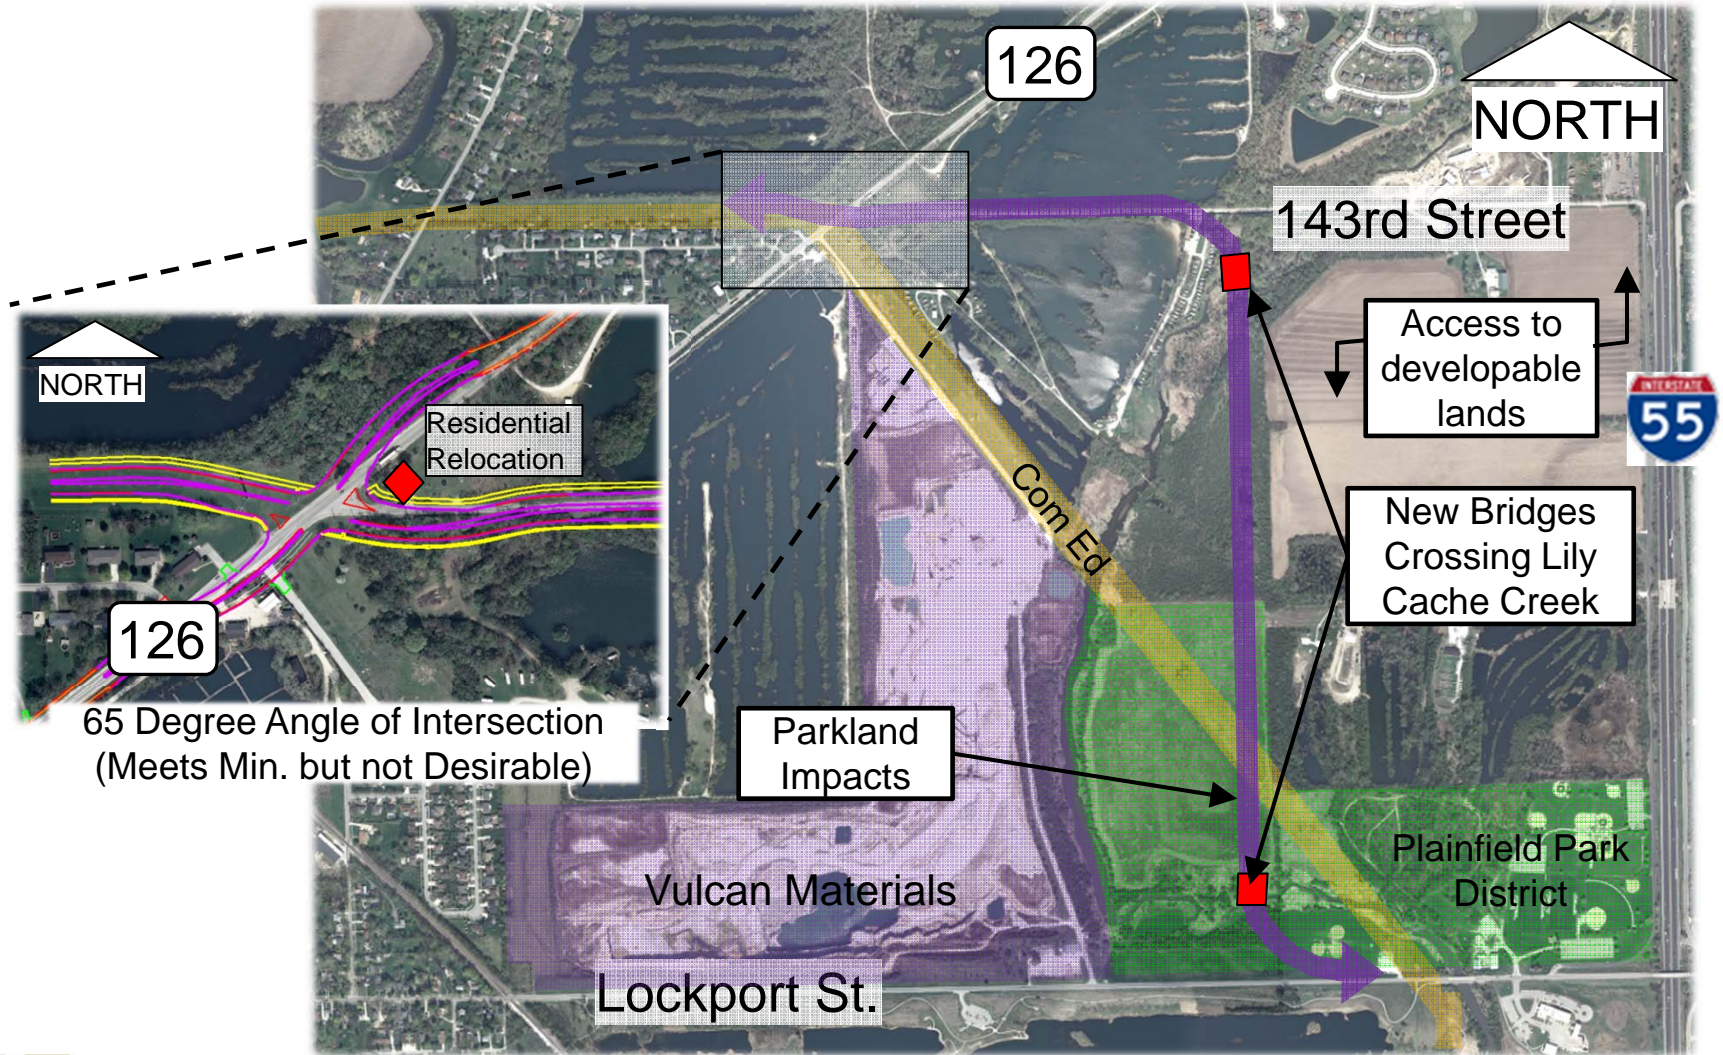 126
NORTH
143rd Street
Access to
developable
lands
INTERSTATE
55
NORTH
Residential
Relocation
Com Ed
New Bridges
Crossing Lily
Cache Creek
126
65 Degree Angle of Intersection
(Meets Min. but not Desirable)
Parkland
Impacts
Plainfield Park
District
Vulcan Materials
Lockport St.